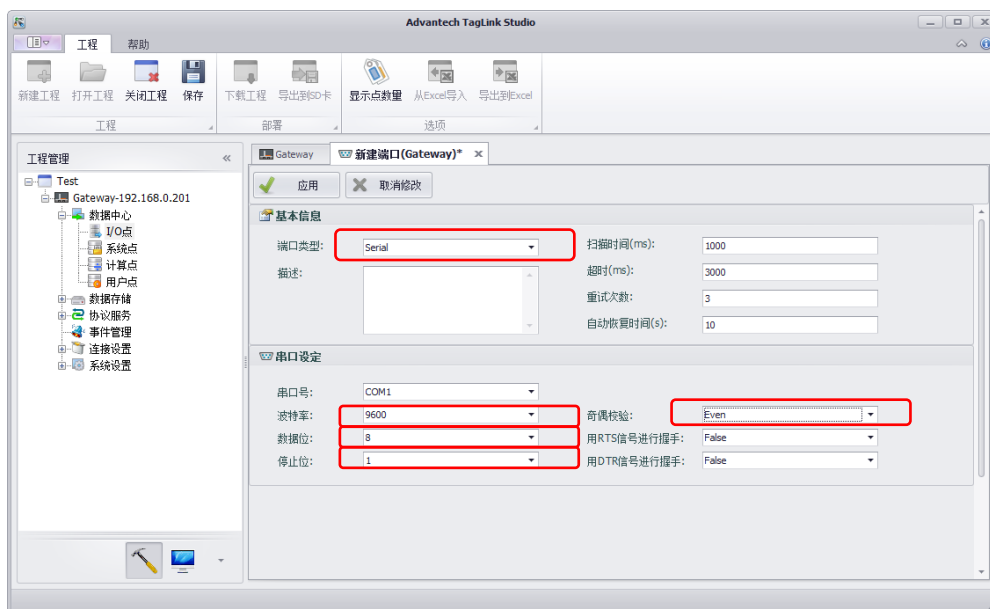 Advantech TagLink Studio
工程 帮助
新建工程 打开工程 关闭工程 保存 下载工程 导出到SD卡 显示点数量 从Excel导入 导出到Excel
工程 部署 选项
工程管理 «
Gateway 新建端口(Gateway)*
Test
Gateway-192.168.0.201
数据中心
I/O点
系统点
计算点
用户点
数据存储
协议服务
事件管理
连接设置
系统设置
应用 取消修改
基本信息
端口类型: Serial 扫描时间(ms): 1000
描述: 超时(ms): 3000
重试次数: 3
自动恢复时间(s): 10
串口设定
串口号: COM1
波特率: 9600 奇偶校验: Even
数据位: 8 用RTS信号进行握手: False
停止位: 1 用DTR信号进行握手: False